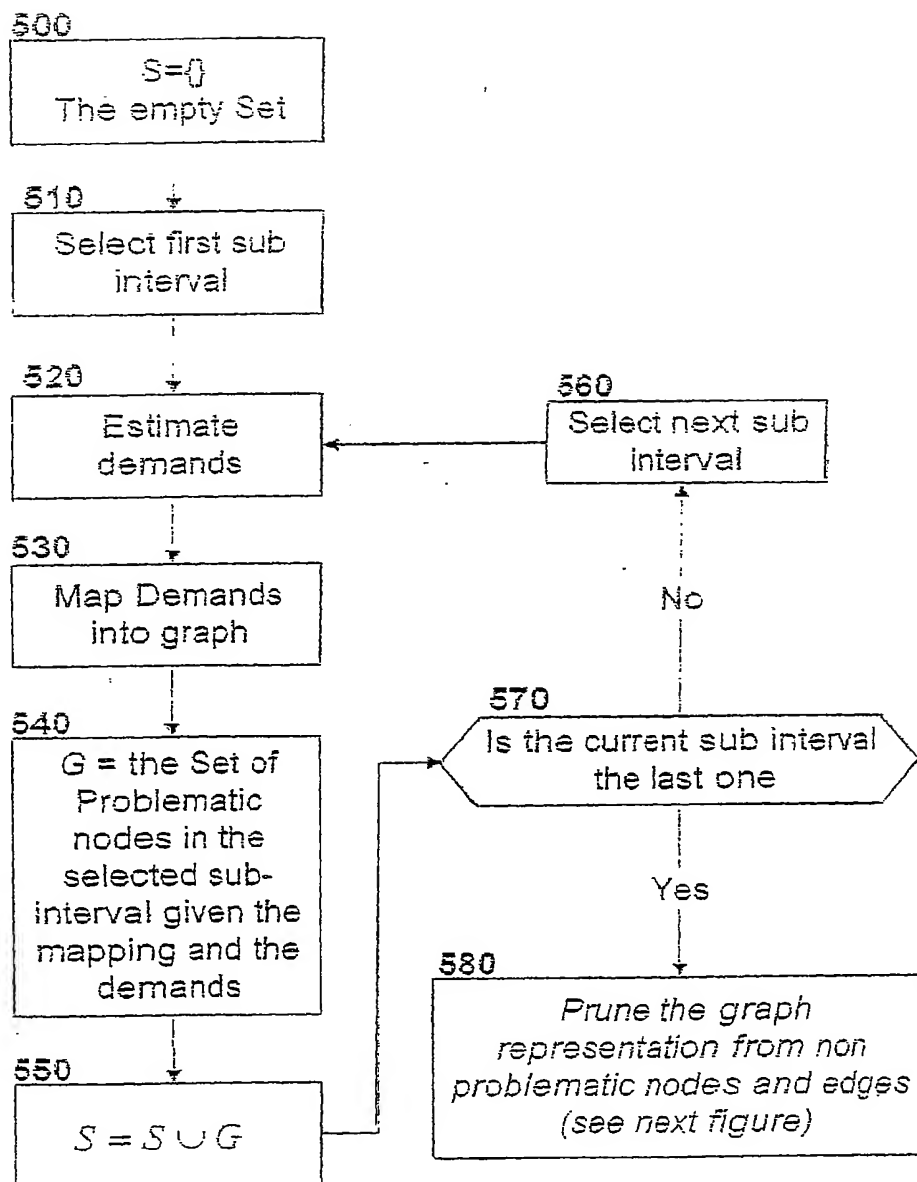 500
S={}
The empty Set
510
Select first sub
interval
520
Estimate
demands
530
Map Demands
into graph
540
G = the Set of
Problematic
nodes in the
selected sub-
interval given the
mapping and the
demands
550
S = S ∪ G
560
Select next sub
interval
No
570
Is the current sub interval
the last one
Yes
580
Prune the graph
representation from non
problematic nodes and edges
(see next figure)